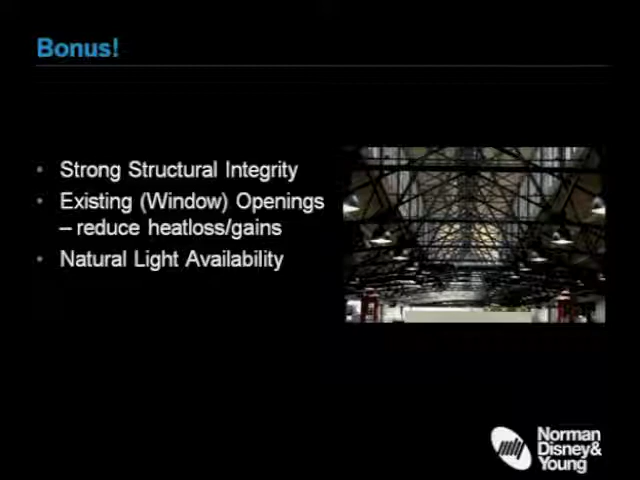 Bonus!
• Strong Structural Integrity
• Existing (Window) Openings
– reduce heatloss/gains
• Natural Light Availability
Norman
Disney&
Young